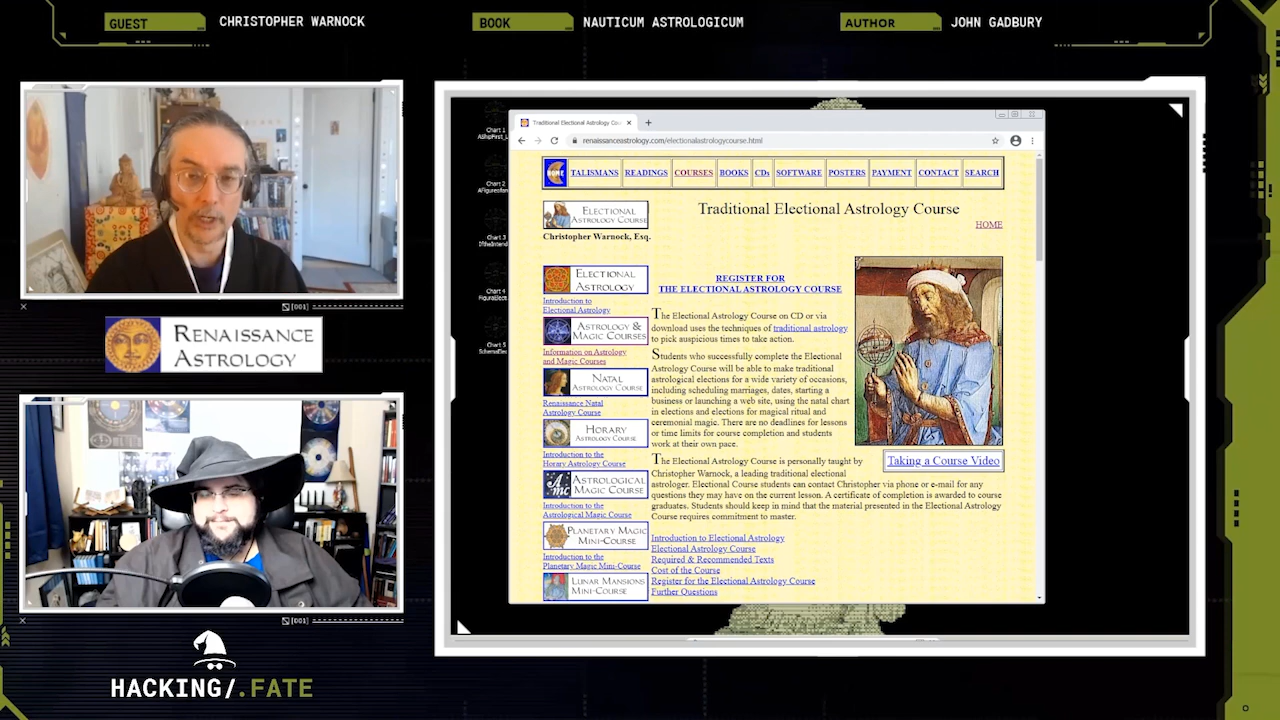 GUEST
CHRISTOPHER WARNOCK
BOOK
NAUTICUM ASTROLOGICUM
AUTHOR
JOHN GADBURY
[001]
RENAISSANCE
ASTROLOGY
[001]
HACKING/.FATE
Chart 1
Chart 2
Chart 3
Chart 4
Chart 5
Traditional Electional Astrology Cou
renaissanceastrology.com/electionalastrologycourse.html
HOME
TALISMANS
READINGS
COURSES
BOOKS
CDs
SOFTWARE
POSTERS
PAYMENT
CONTACT
SEARCH
ELECTIONAL
ASTROLOGY COURSE
Christopher Warnock, Esq.
Traditional Electional Astrology Course
HOME
ELECTIONAL
ASTROLOGY
Introduction to
Electional Astrology
ASTROLOGY &
MAGIC COURSES
Information on Astrology
and Magic Courses
NATAL
ASTROLOGY COURSE
Renaissance Natal
Astrology Course
HORARY
ASTROLOGY COURSE
Introduction to the
Horary Astrology Course
ASTROLOGICAL
MAGIC COURSE
Introduction to the
Astrological Magic Course
PLANETARY MAGIC
MINI-COURSE
Introduction to the
Planetary Magic Mini-Course
LUNAR MANSIONS
MINI-COURSE
REGISTER FOR
THE ELECTIONAL ASTROLOGY COURSE
The Electional Astrology Course on CD or via
download uses the techniques of traditional astrology
to pick auspicious times to take action.
Students who successfully complete the Electional
Astrology Course will be able to make traditional
astrological elections for a wide variety of occasions,
including scheduling marriages, dates, starting a
business or launching a web site, using the natal chart
in elections and elections for magical ritual and
ceremonial magic. There are no deadlines for lessons
or time limits for course completion and students
work at their own pace.
Taking a Course Video
The Electional Astrology Course is personally taught by
Christopher Warnock, a leading traditional electional
astrologer. Electional Course students can contact Christopher via phone or e-mail for any
questions they may have on the current lesson. A certificate of completion is awarded to course
graduates. Students should keep in mind that the material presented in the Electional Astrology
Course requires commitment to master.
Introduction to Electional Astrology
Electional Astrology Course
Required & Recommended Texts
Cost of the Course
Register for the Electional Astrology Course
Further Questions